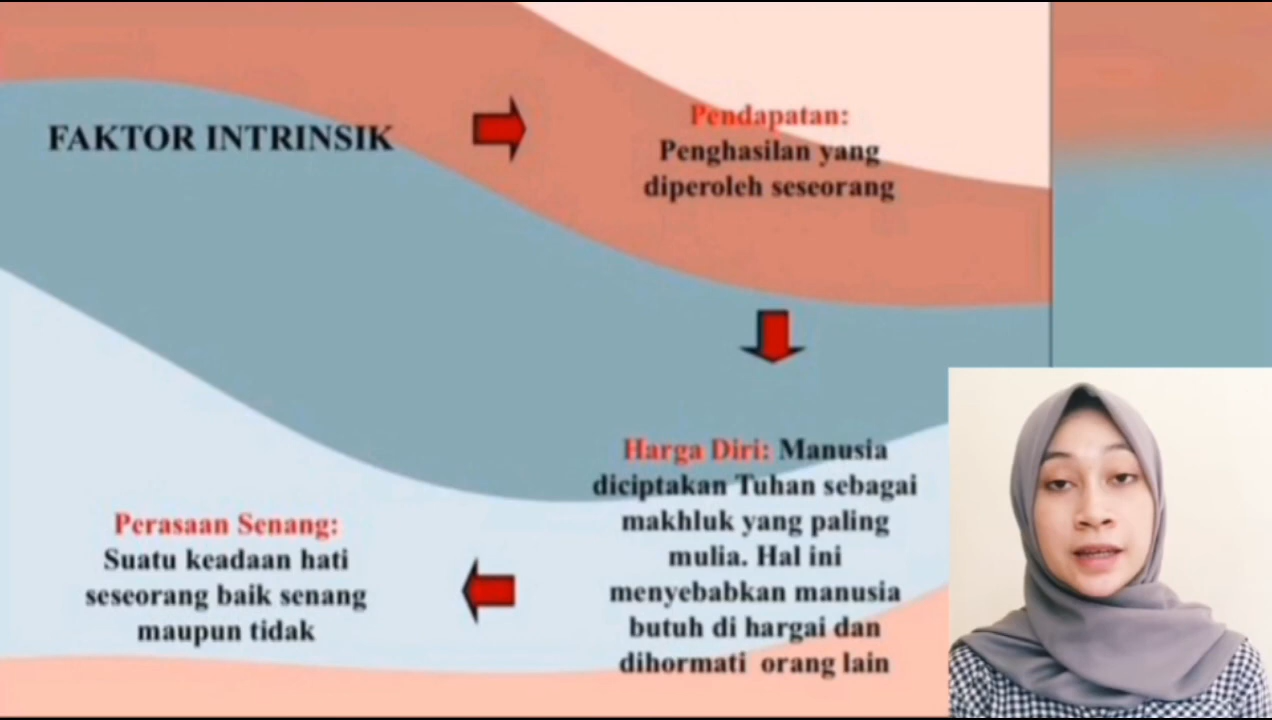 FAKTOR INTRINSIK
Pendapatan:
Penghasilan yang
diperoleh seseorang
Harga Diri: Manusia
diciptakan Tuhan sebagai
makhluk yang paling
mulia. Hal ini
menyebabkan manusia
butuh di hargai dan
dihormati orang lain
Perasaan Senang:
Suatu keadaan hati
seseorang baik senang
maupun tidak